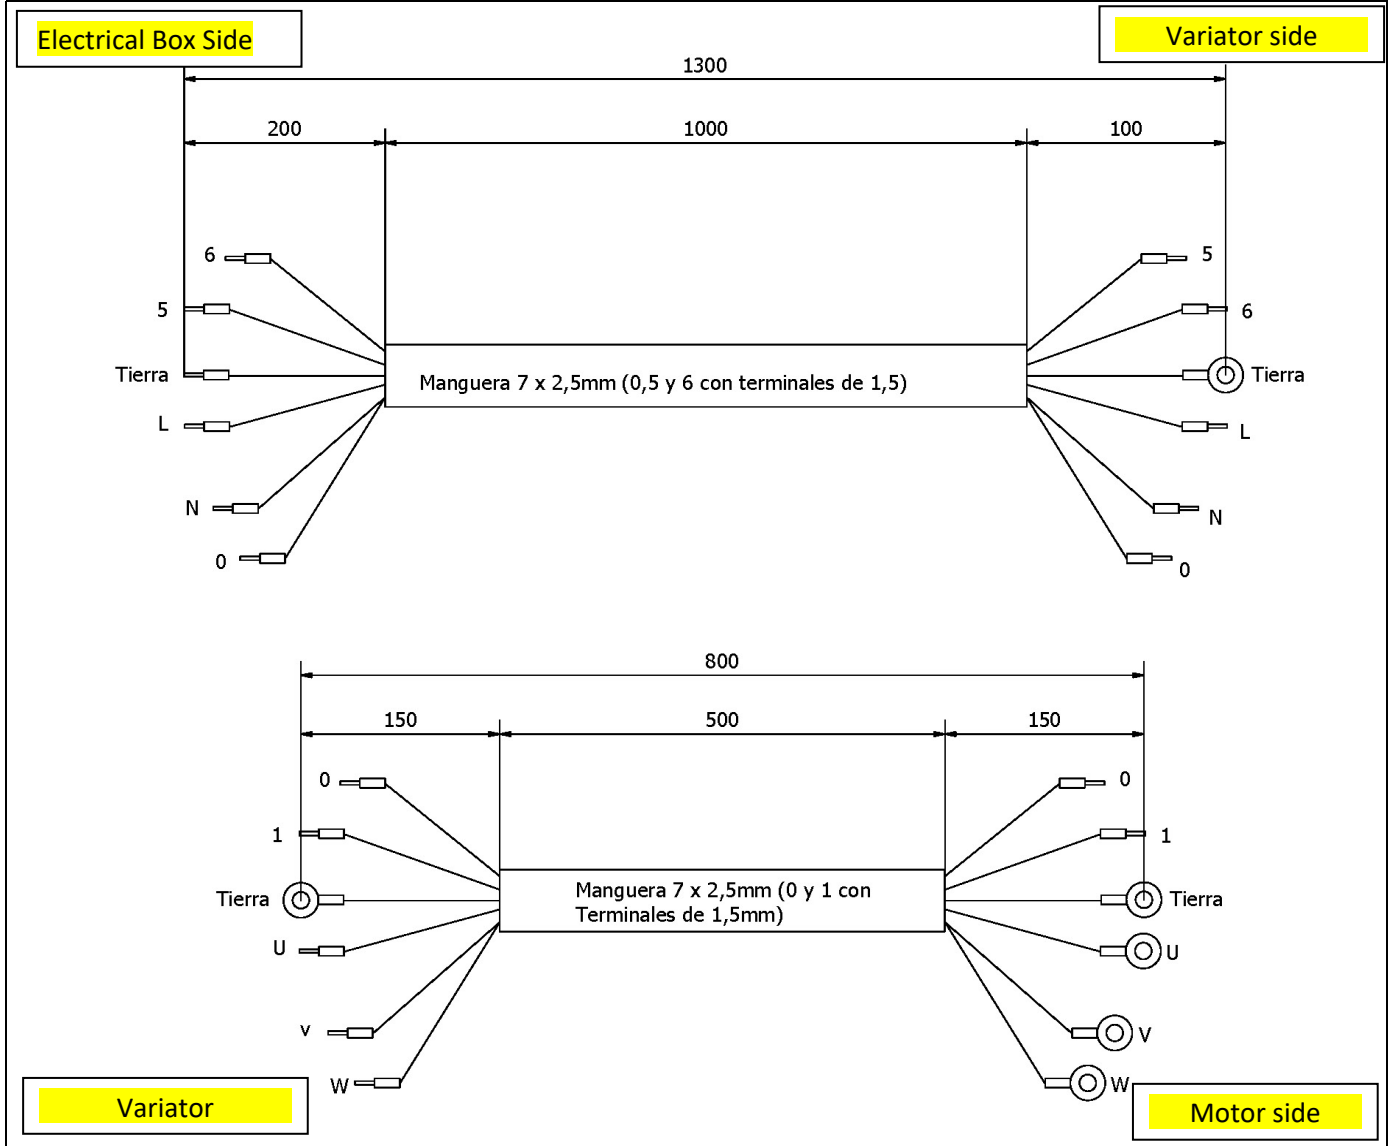 Electrical Box Side
Variator side
1300
200
1000
100
6
5
5
6
Tierra
Manguera 7 x 2,5mm (0,5 y 6 con terminales de 1,5)
Tierra
L
L
N
N
0
0
800
150
500
150
0
0
1
1
Tierra
Manguera 7 x 2,5mm (0 y 1 con
Terminales de 1,5mm)
Tierra
U
U
v
V
W
W
Variator
Motor side